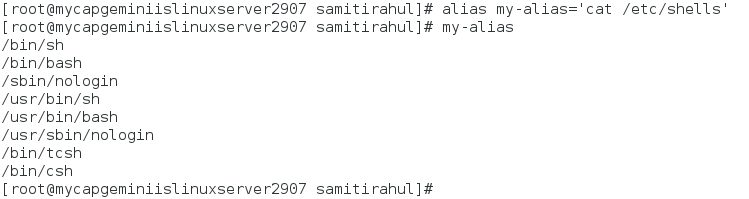 [root@mycapgeminiislinuxserver2907 samitirahul]# alias my-alias='cat /etc/shells'
[root@mycapgeminiislinuxserver2907 samitirahul]# my-alias
/bin/sh
/bin/bash
/sbin/nologin
/usr/bin/sh
/usr/bin/bash
/usr/sbin/nologin
/bin/tcsh
/bin/csh
[root@mycapgeminiislinuxserver2907 samitirahul]#